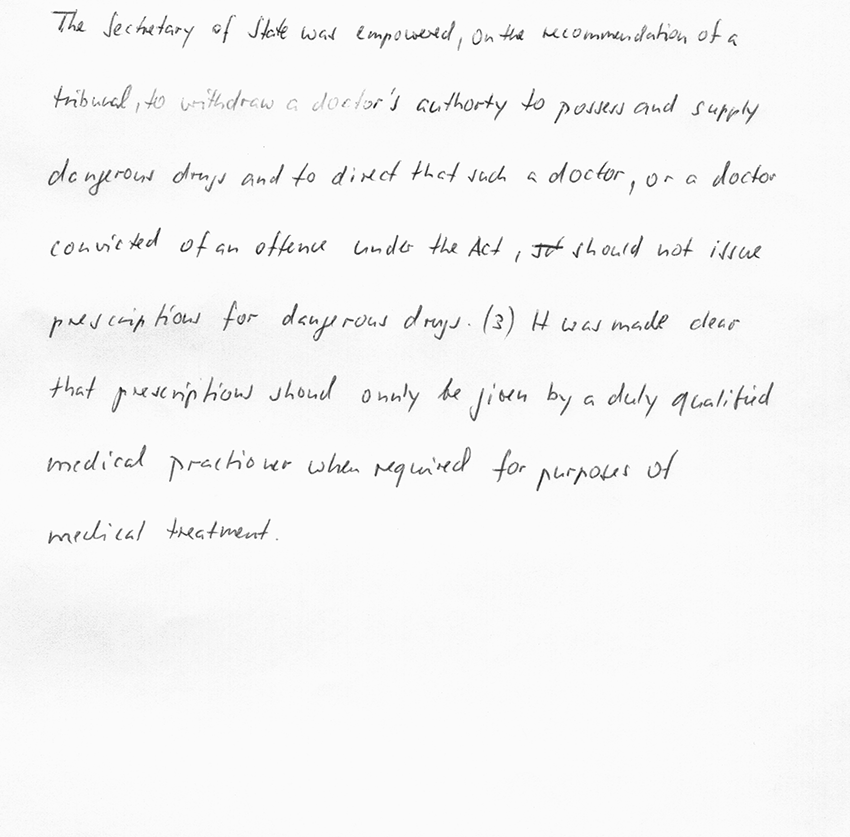 The Secretary of State was empowered, on the recommendation of a
tribunal, to withdraw a doctor's authorty to possess and supply
dangerous drugs and to direct that such a doctor, or a doctor
convicted of an offence under the Act, should not issue
prescriptions for dangerous drugs. (3) It was made clear
that prescriptions shoud onnly be given by a duly qualified
medical practioner when required for purposes of
medical treatment.